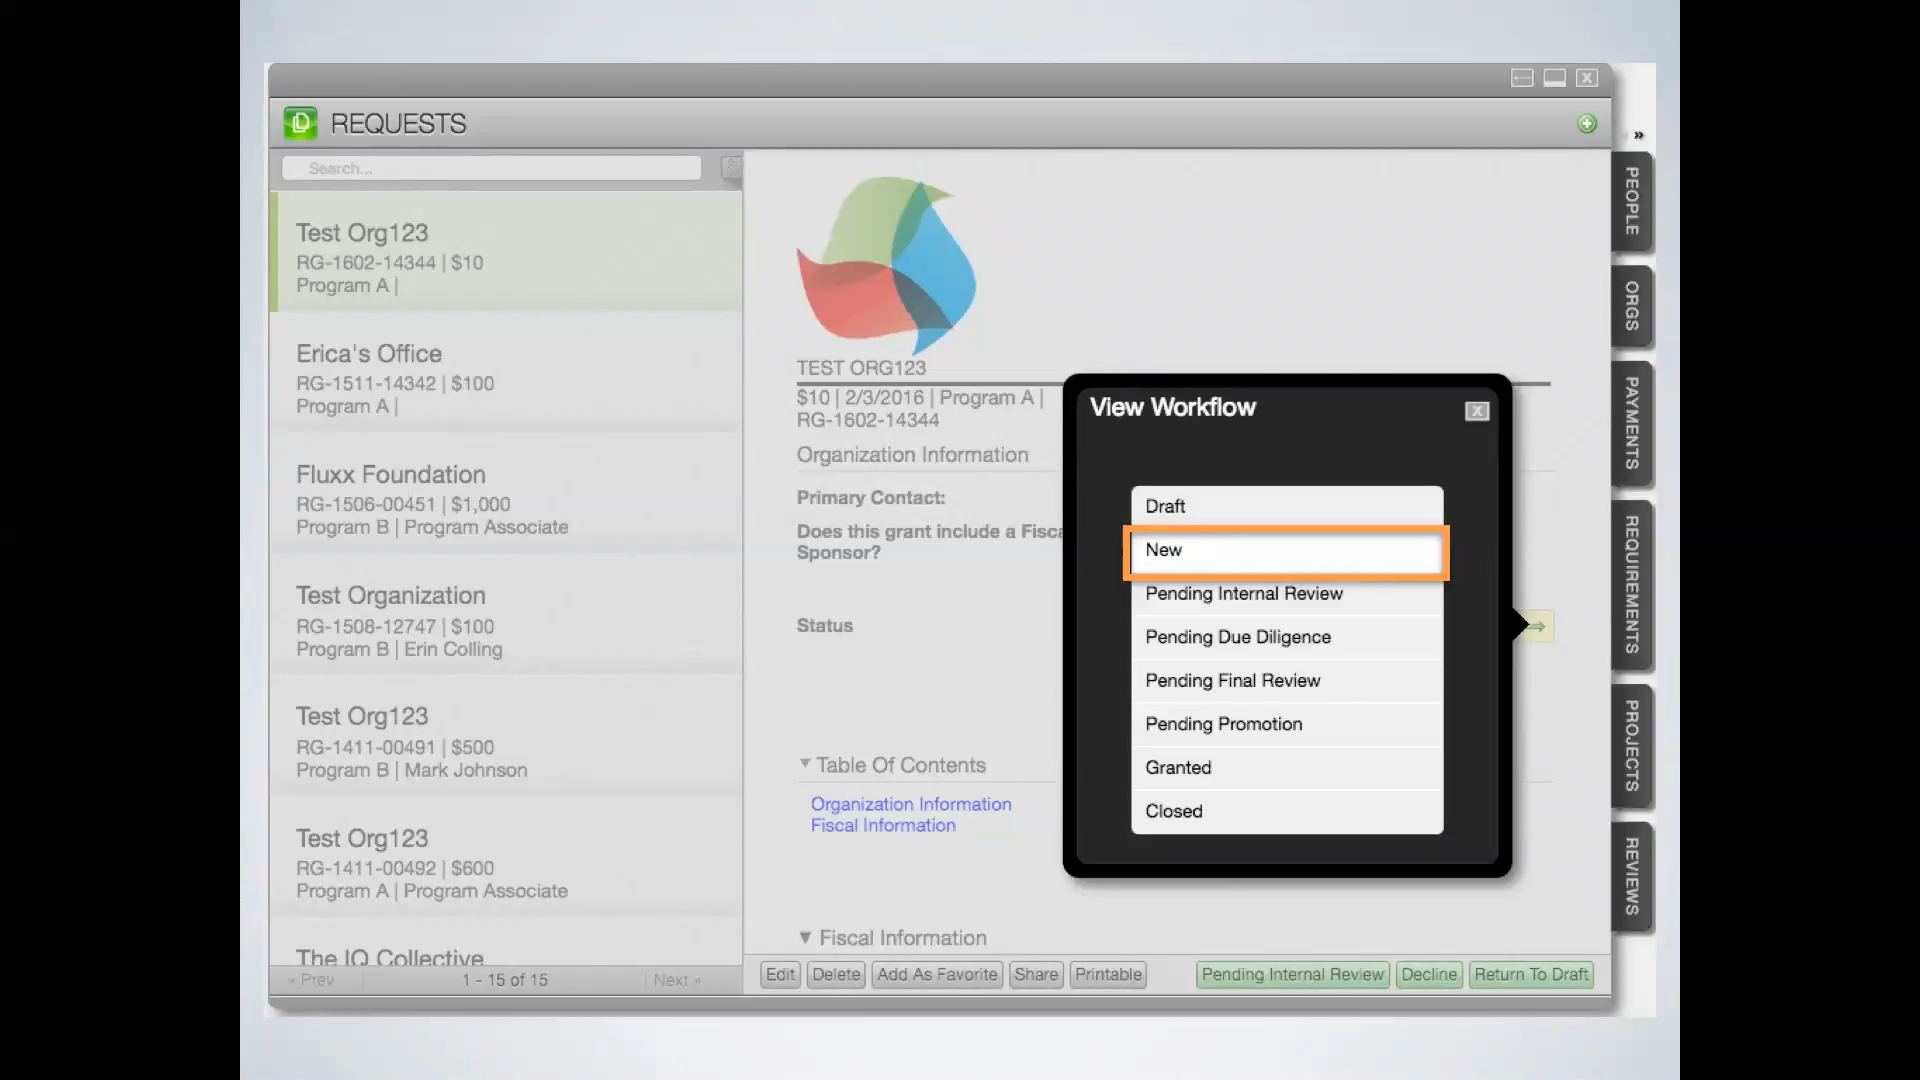 REQUESTS
»
Search...
Test Org123
RG-1602-14344 | $10
Program A |
Erica's Office
RG-1511-14342 | $100
Program A |
Fluxx Foundation
RG-1506-00451 | $1,000
Program B | Program Associate
Test Organization
RG-1508-12747 | $100
Program B | Erin Colling
Test Org123
RG-1411-00491 | $500
Program B | Mark Johnson
Test Org123
RG-1411-00492 | $600
Program A | Program Associate
The IQ Collective
« Prev
1 - 15 of 15
Next »
TEST ORG123
$10 | 2/3/2016 | Program A |
RG-1602-14344
Organization Information
Primary Contact:
Does this grant include a Fisca
Sponsor?
Status
▼ Table Of Contents
Organization Information
Fiscal Information
▼ Fiscal Information
Edit
Delete
Add As Favorite
Share
Printable
Pending Internal Review
Decline
Return To Draft
View Workflow
Draft
New
Pending Internal Review
Pending Due Diligence
Pending Final Review
Pending Promotion
Granted
Closed
PEOPLE
ORGS
PAYMENTS
REQUIREMENTS
PROJECTS
REVIEWS